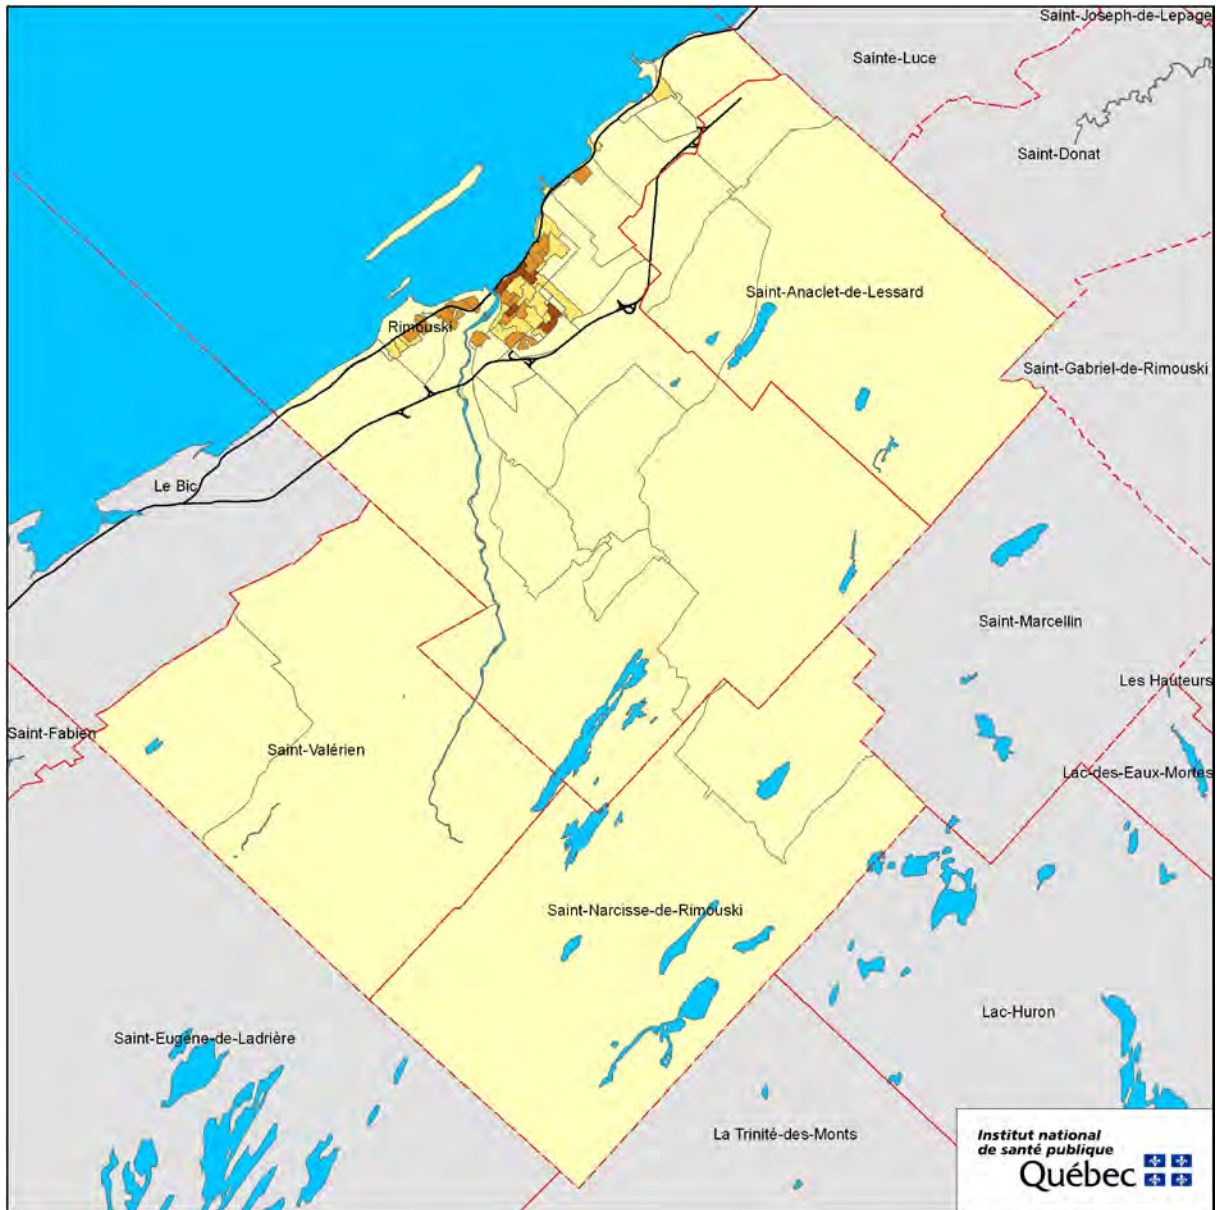 Saint-Joseph-de-Lepage
Sainte-Luce
Saint-Donat
Saint-Anaclet-de-Lessard
Rimouski
Saint-Gabriel-de-Rimouski
Le Bic
Saint-Marcellin
Les Hauteurs
Saint-Fabien
Saint-Valérien
Lac-des-Eaux-Mortes
Saint-Narcisse-de-Rimouski
Lac-Huron
Saint-Eugène-de-Ladrière
La Trinité-des-Monts
Institut national
de santé publique
Québec